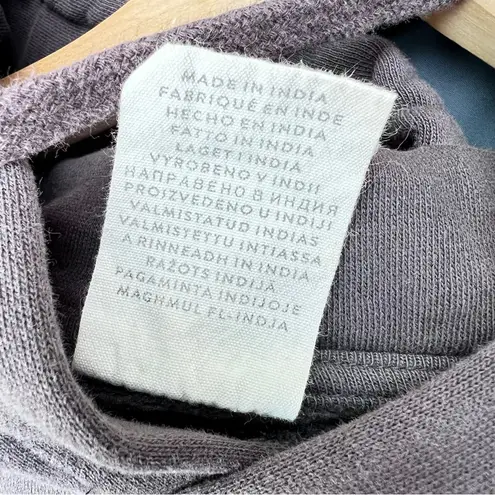 MADE IN INDIA
FABRIQUÉ EN INDE
HECHO EN INDIA
FATTO IN INDIA
LAGET I INDIA
VYROBENO V INDII
НАПРАВЕНО В ИНДИЯ
PROIZVEDENO U INDIJI
VALMISTATUD INDIAS
VALMISTETTU INTIASSA
A RINNEADH IN INDIA
RAŽOTS INDIJA
PAGAMINTA INDIJOJE
MAGHMUL FL-INDJA